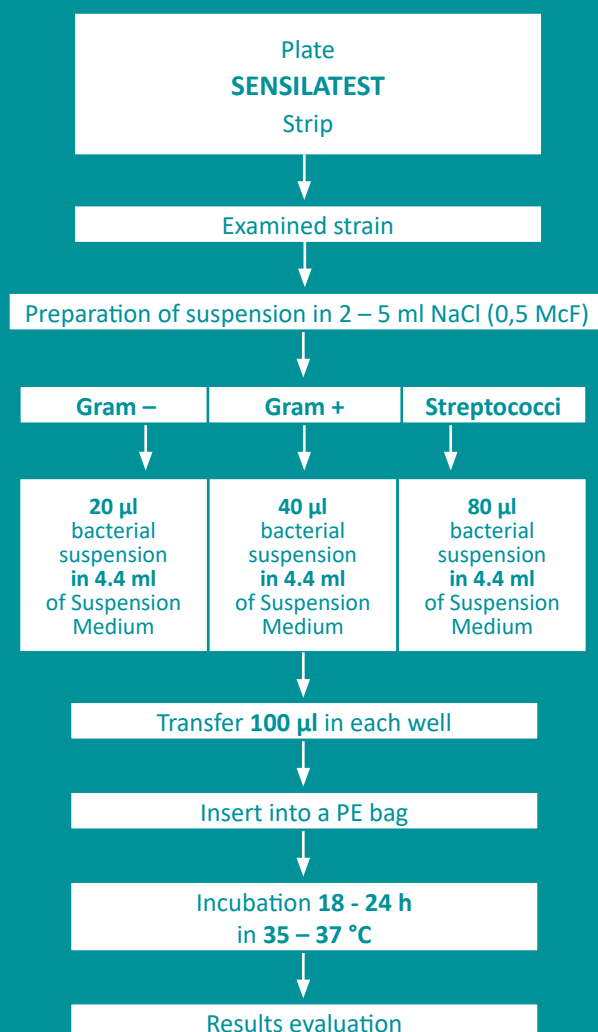 Plate
SENSILATEST
Strip
Examined strain
Preparation of suspension in 2 – 5 ml NaCl (0,5 McF)
Gram –
Gram +
Streptococi
20 µl
bacterial
suspension
in 4.4 ml
of Suspension
Medium
40 µl
bacterial
suspension
in 4.4 ml
of Suspension
Medium
80 µl
bacterial
suspension
in 4.4 ml
of Suspension
Medium
Transfer 100 µl in each well
Insert into a PE bag
Incubation 18 - 24 h
in 35 – 37 °C
Results evaluation